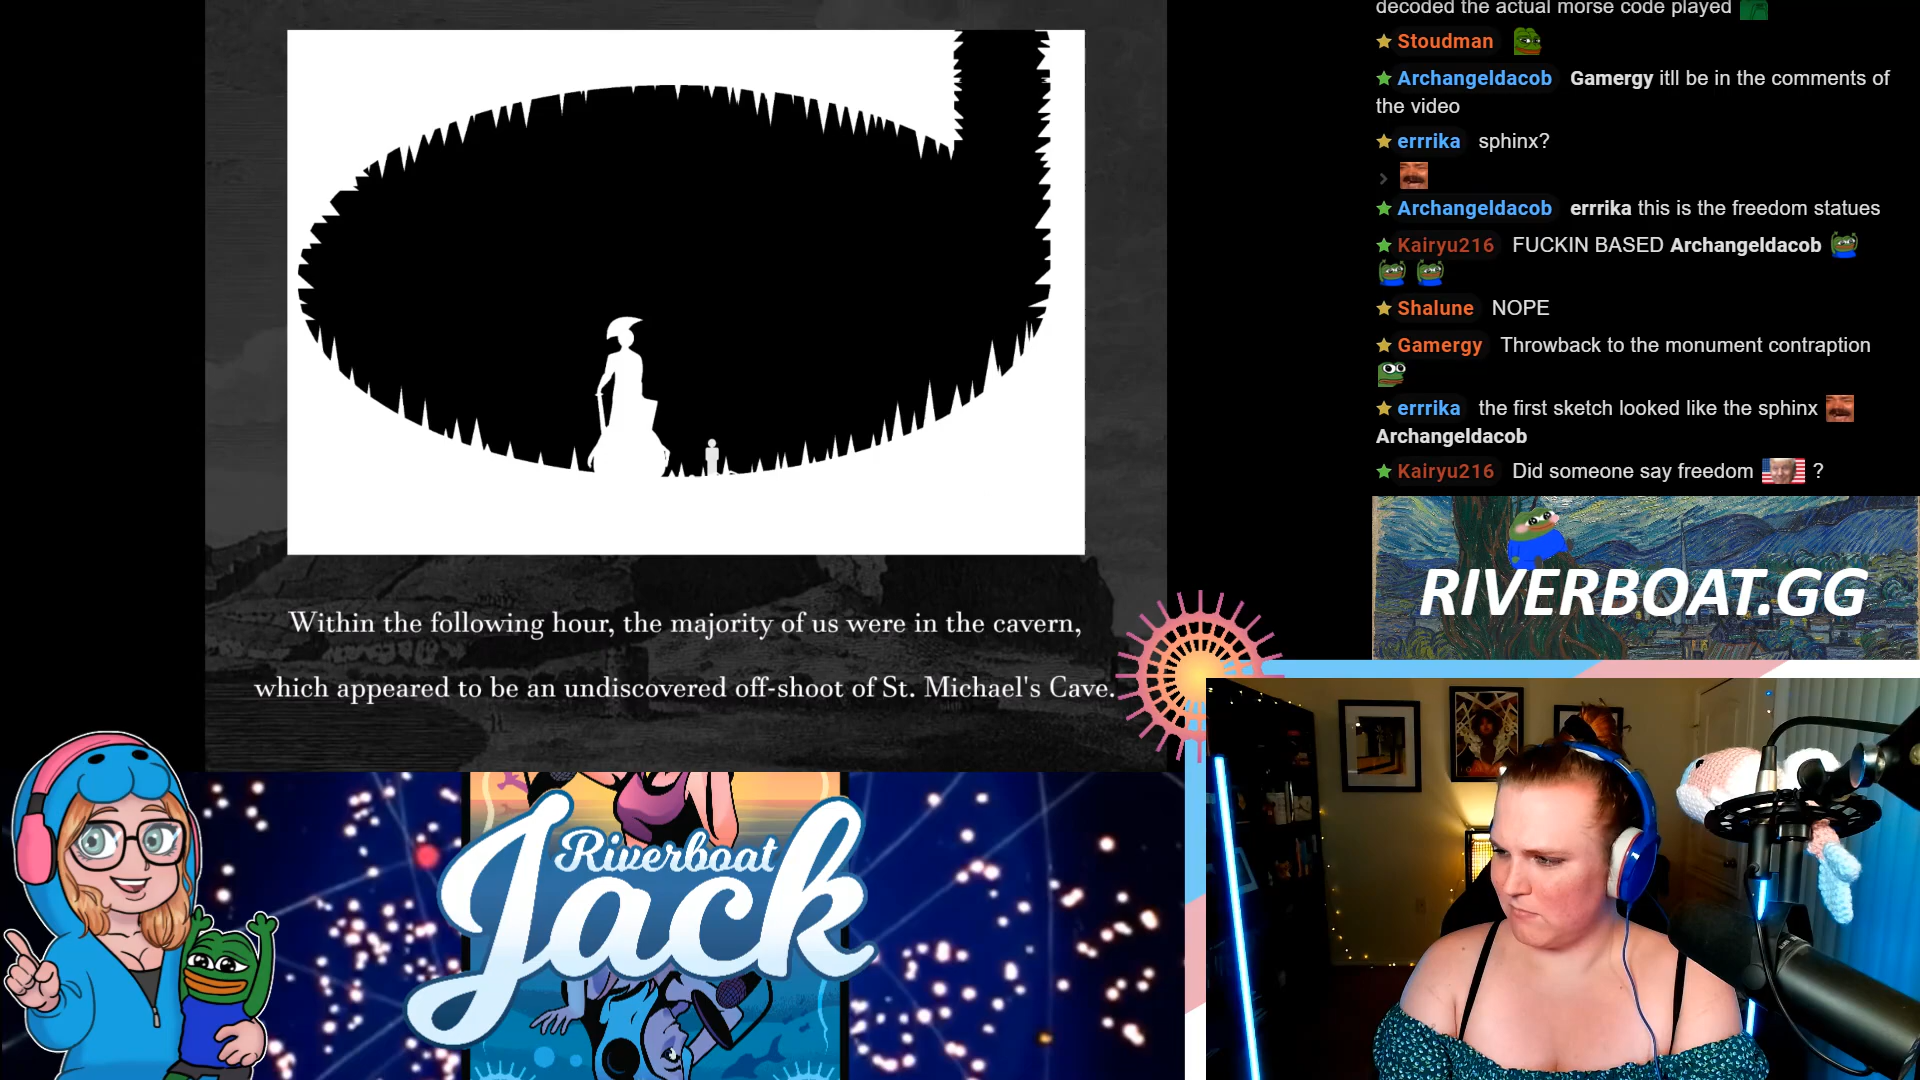 decoded the actual morse code played
Stoudman
Archangeldacob Gamergy itll be in the comments of
the video
errrika sphinx?
Archangeldacob errrika this is the freedom statues
Kairyu216 FUCKIN BASED Archangeldacob
Shalune NOPE
Gamergy Throwback to the monument contraption
errrika the first sketch looked like the sphinx
Archangeldacob
Kairyu216 Did someone say freedom ?
RIVERBOAT.GG
Within the following hour, the majority of us were in the cavern,
which appeared to be an undiscovered off-shoot of St. Michael's Cave.
Riverboat
Jack